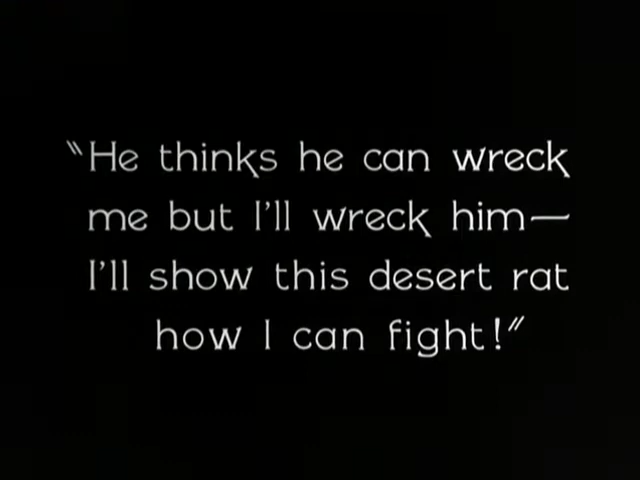 "He thinks he can wreck
me but I'll wreck him—
I'll show this desert rat
how I can fight!"